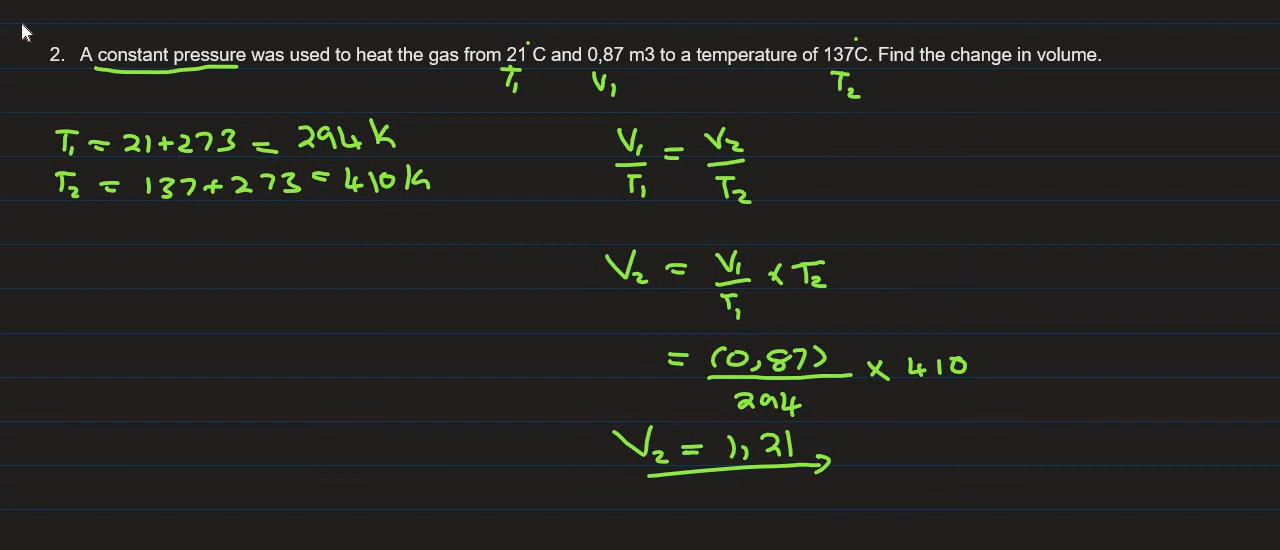 2. A constant pressure was used to heat the gas from 21°C and 0,87 m3 to a temperature of 137°C. Find the change in volume.
T₁ V₁ T₂
T₁ = 21+273 = 294 k
T₂ = 137+273 = 410 K
V₁/T₁ = V₂/T₂
V₂ = V₁/T₁ × T₂
= (0,87)/294 × 410
V₂ = 1,21